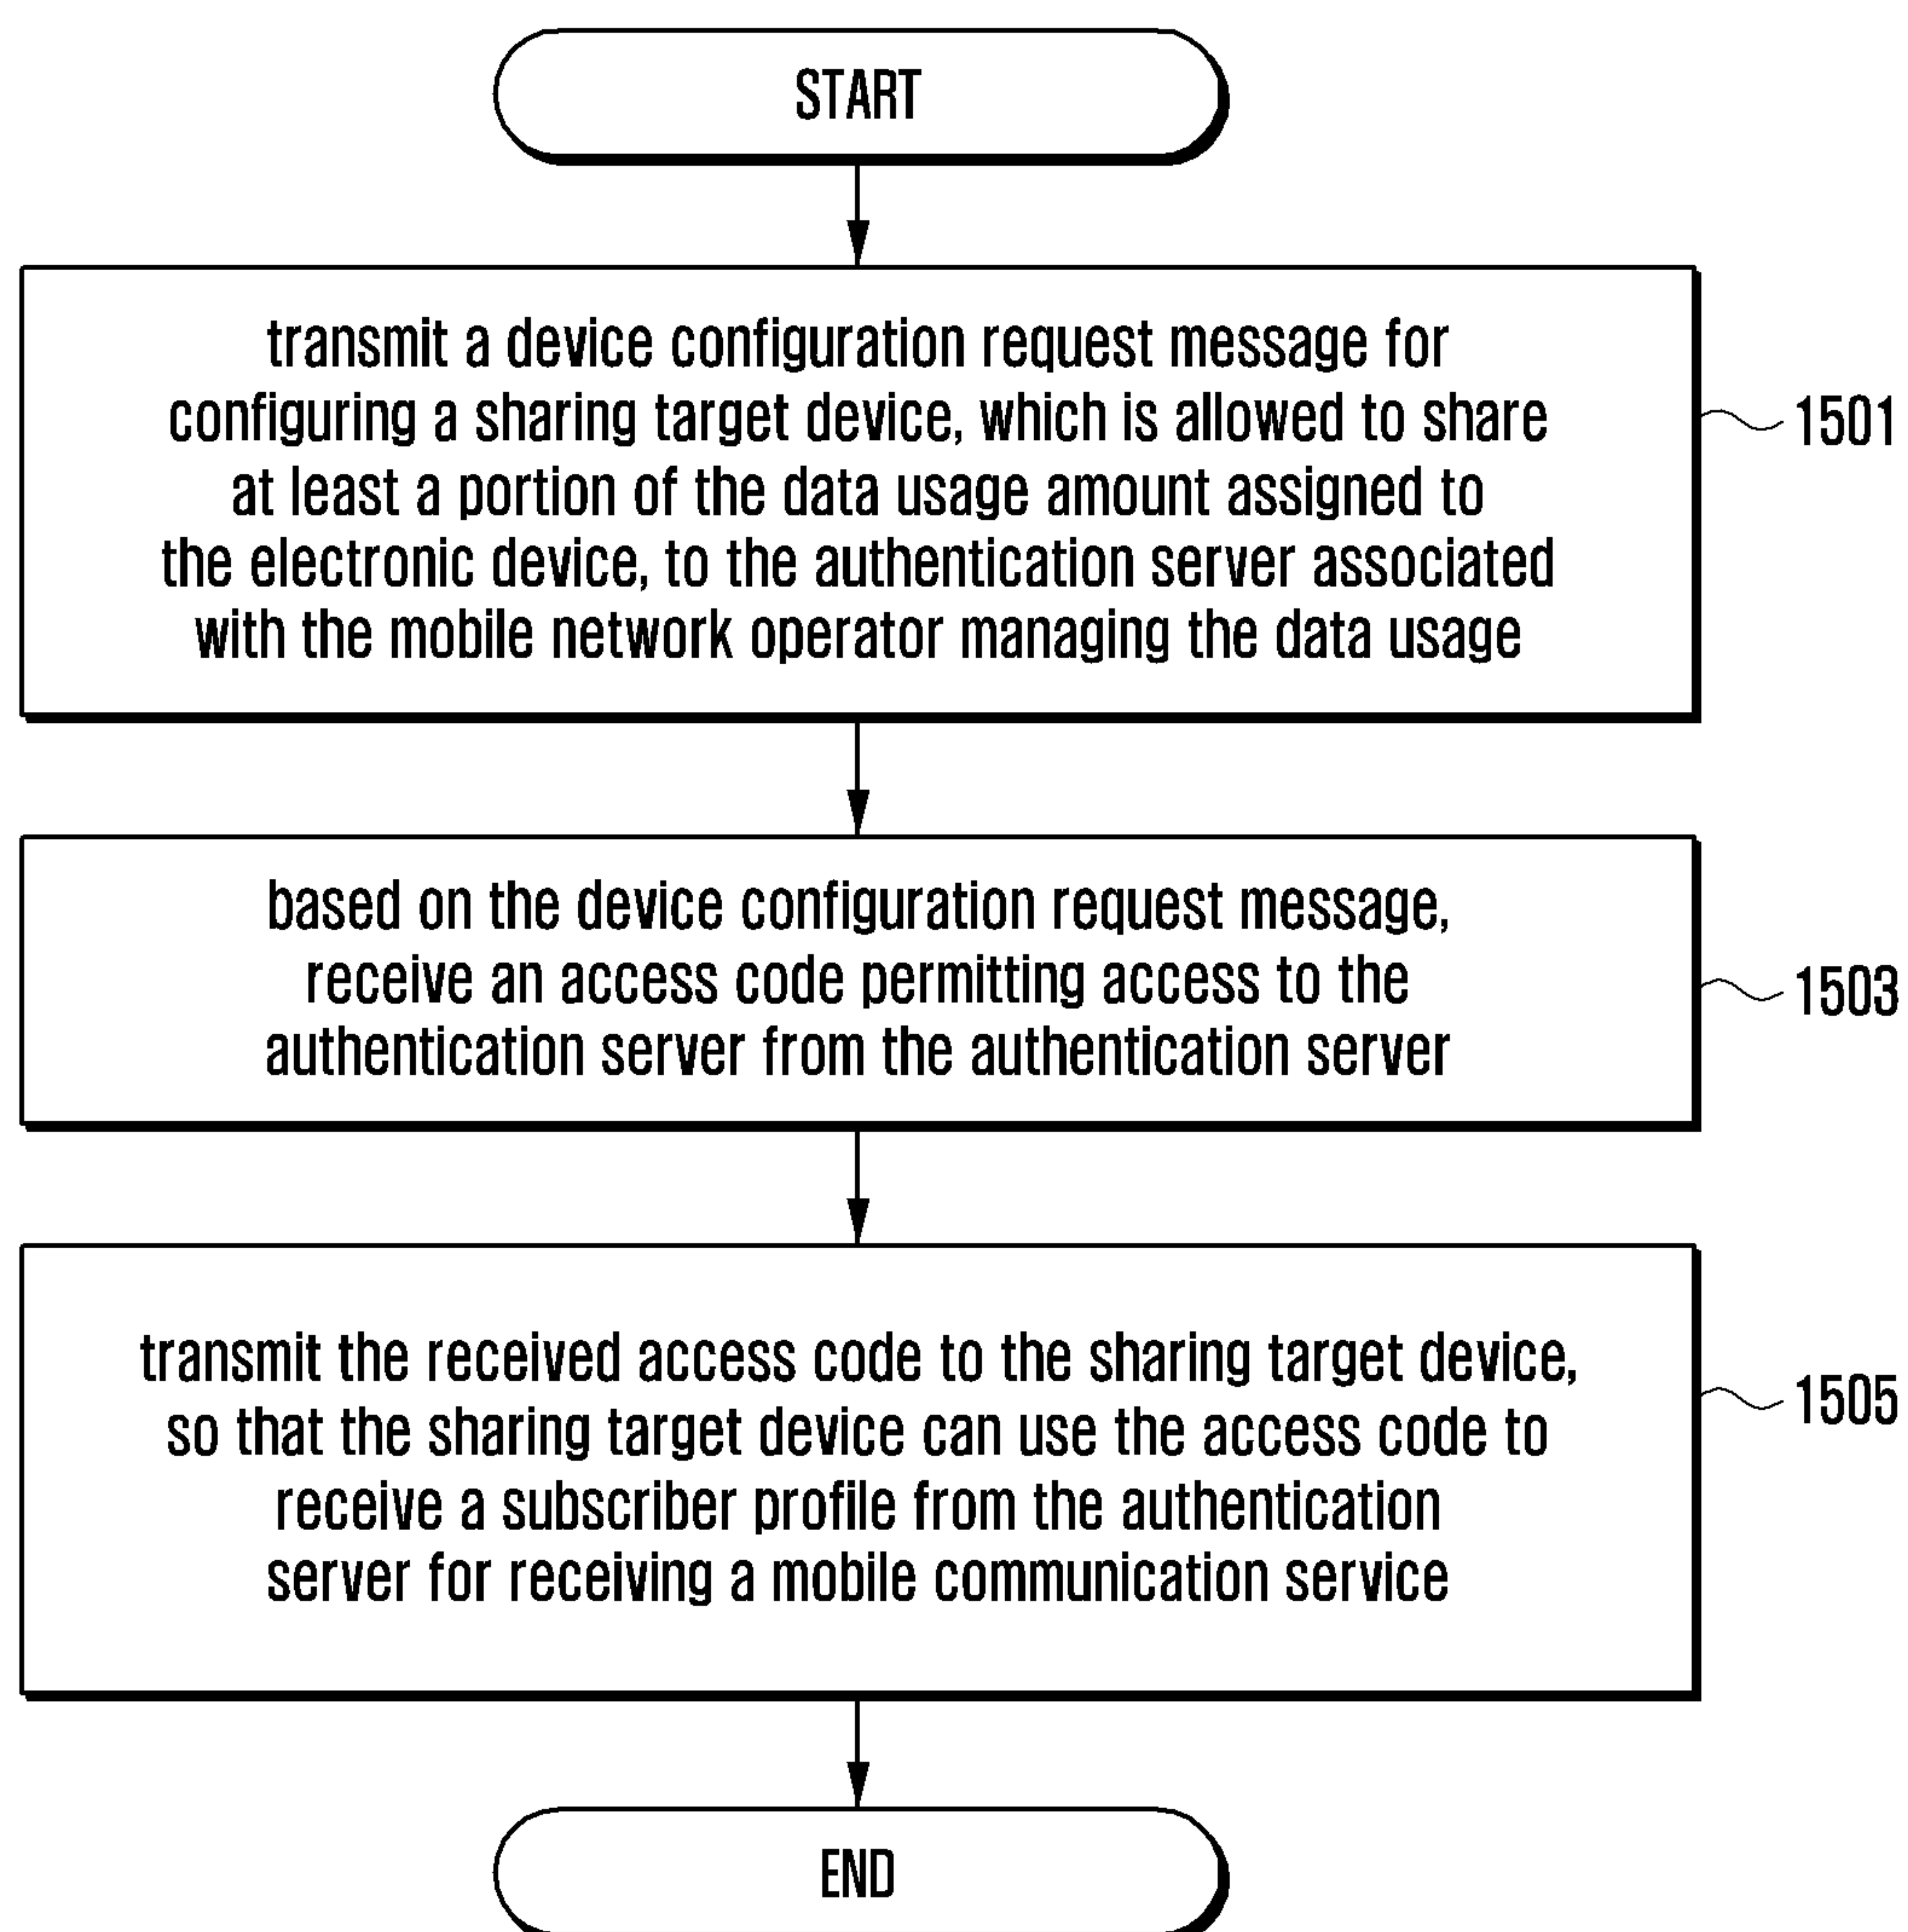 START
transmit a device configuration request message for
configuring a sharing target device, which is allowed to share
at least a portion of the data usage amount assigned to
the electronic device, to the authentication server associated
with the mobile network operator managing the data usage
1501
based on the device configuration request message,
receive an access code permitting access to the
authentication server from the authentication server
1503
transmit the received access code to the sharing target device,
so that the sharing target device can use the access code to
receive a subscriber profile from the authentication
server for receiving a mobile communication service
1505
END